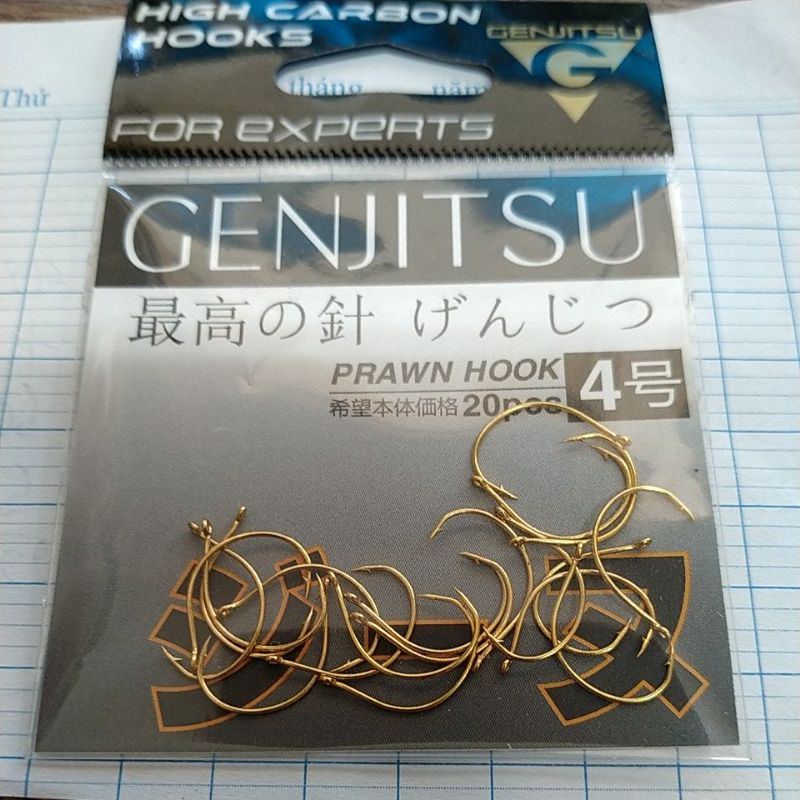 HIGH CARBON
HOOKS
GENJITSU
G
Thứ
tháng năm
FOR EXPERTS
GENJITSU
最高の針 げんじつ
PRAWN HOOK
4号
希望本体価格 20pcs